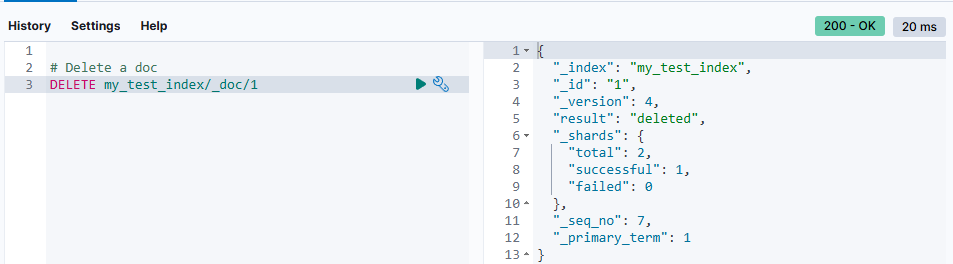 History Settings Help 200 - OK 20 ms
1
2 # Delete a doc
3 DELETE my_test_index/_doc/1
1 {
2 "_index": "my_test_index",
3 "_id": "1",
4 "_version": 4,
5 "result": "deleted",
6 "_shards": {
7 "total": 2,
8 "successful": 1,
9 "failed": 0
10 },
11 "_seq_no": 7,
12 "_primary_term": 1
13 }